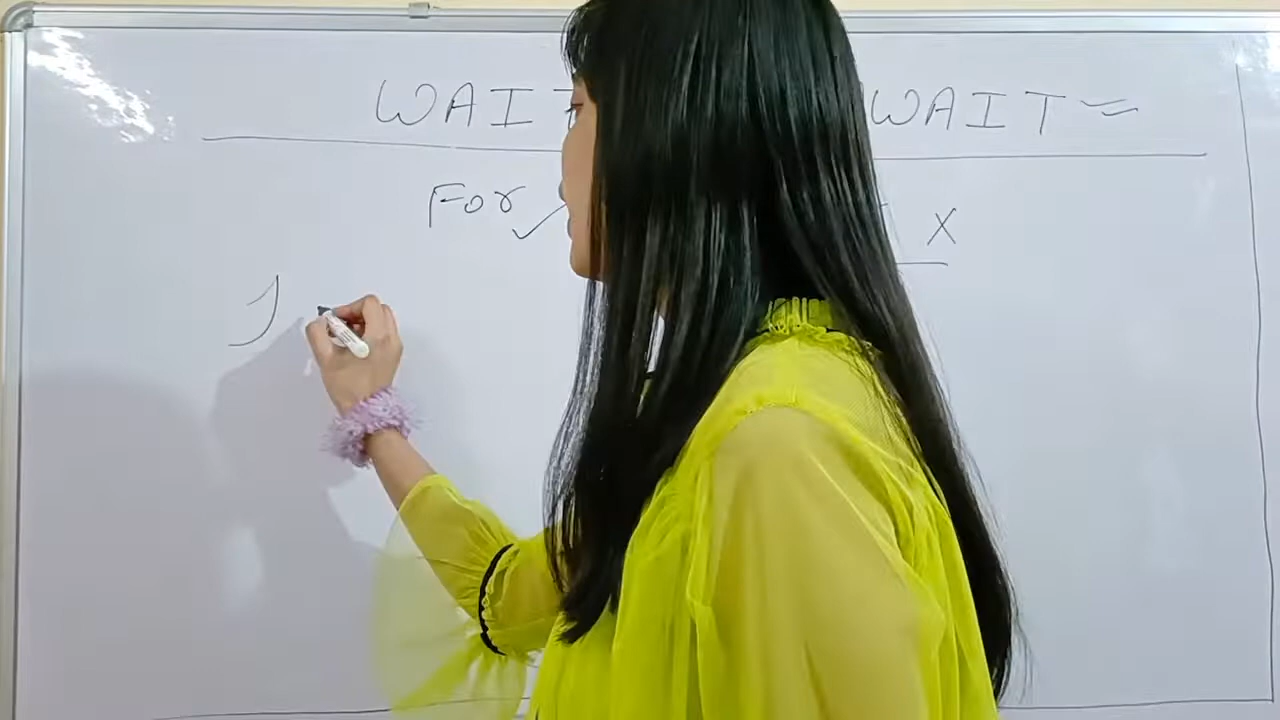 WAIT WAIT =
For ✓ X
I